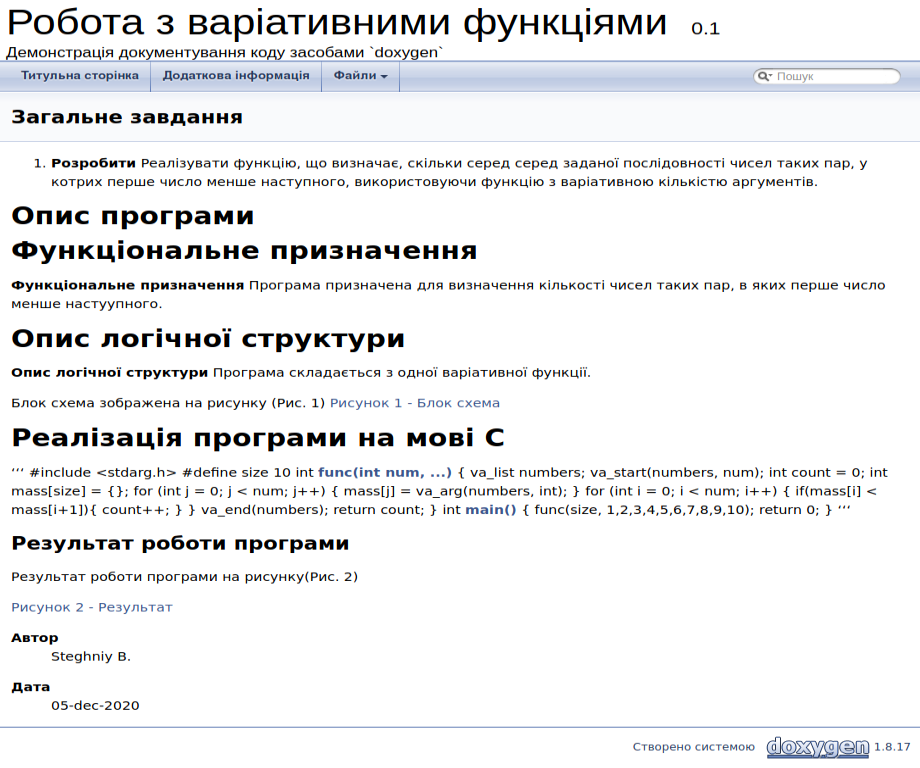 Робота з варіативними функціями 0.1
Демонстрація документування коду засобами `doxygen`
Титульна сторінка Додаткова інформація Файли Пошук
Загальне завдання
1. Розробити Реалізувати функцію, що визначає, скільки серед серед заданої послідовності чисел таких пар, у
котрих перше число менше наступного, використовуючи функцію з варіативною кількістю аргументів.
Опис програми
Функціональне призначення
Функціональне призначення Програма призначена для визначення кількості чисел таких пар, в яких перше число
менше настуупного.
Опис логічної структури
Опис логічної структури Програма складається з одної варіативної функції.
Блок схема зображена на рисунку (Рис. 1) Рисунок 1 - Блок схема
Реалізація програми на мові C
‘‘‘ #include <stdarg.h> #define size 10 int func(int num, ...) { va_list numbers; va_start(numbers, num); int count = 0; int
mass[size] = {}; for (int j = 0; j < num; j++) { mass[j] = va_arg(numbers, int); } for (int i = 0; i < num; i++) { if(mass[i] <
mass[i+1]){ count++; } } va_end(numbers); return count; } int main() { func(size, 1,2,3,4,5,6,7,8,9,10); return 0; } ‘‘‘
Результат роботи програми
Результат роботи програми на рисунку(Рис. 2)
Рисунок 2 - Результат
Автор
Steghniy B.
Дата
05-dec-2020
Створено системою doxygen 1.8.17